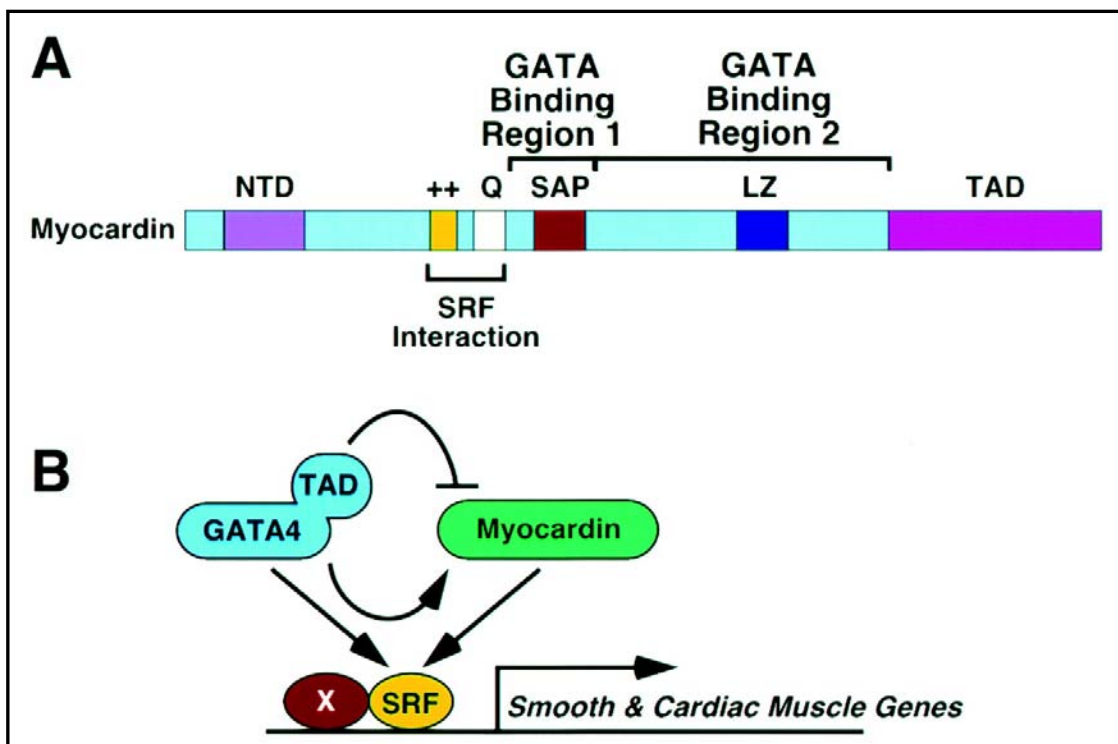 A
GATA
Binding
Region 1
GATA
Binding
Region 2
NTD
++
Q
SAP
LZ
TAD
Myocardin
SRF
Interaction
B
TAD
GATA4
Myocardin
X
SRF
Smooth & Cardiac Muscle Genes